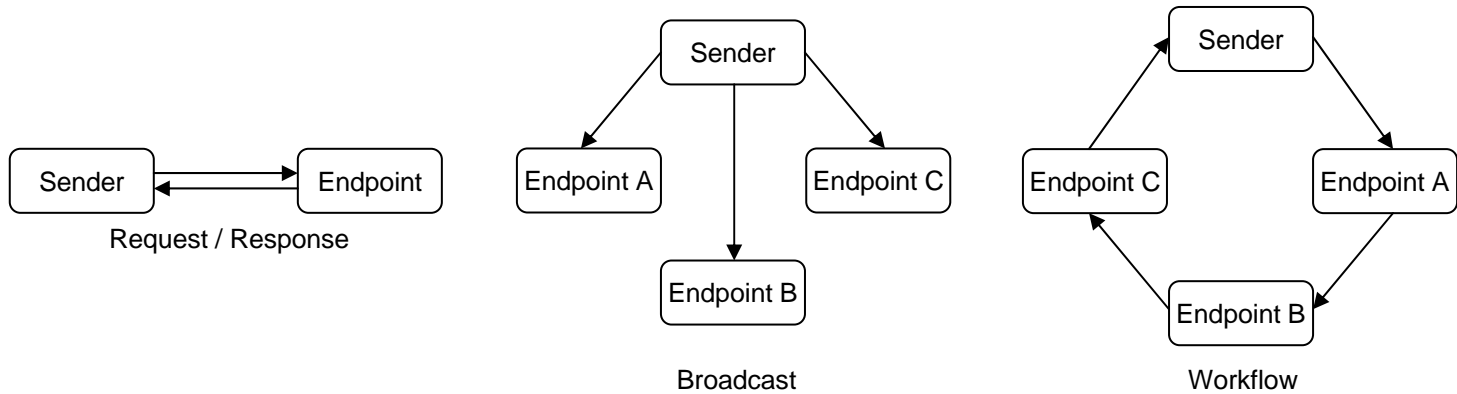 Sender
Endpoint
Request / Response
Sender
Endpoint A
Endpoint C
Endpoint B
Broadcast
Sender
Endpoint C
Endpoint A
Endpoint B
Workflow